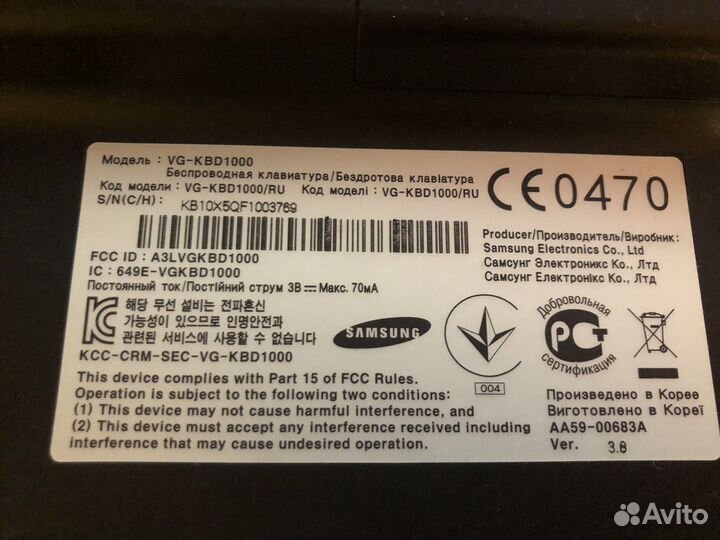 Модель : VG-KBD1000
Беспроводная клавиатура/Бездротова клавіатура
Код модели : VG-KBD1000/RU Код моделі : VG-KBD1000/RU
S/N(C/H): KB10X5QF1003769
CE0470
FCC ID : A3LVGKBD1000
IC : 649E-VGKBD1000
Постоянный ток/Постійний струм 3В Макс. 70мА
Producer/Производитель/Виробник :
Samsung Electronics Co., Ltd
Самсунг Электроникс Ко., Лтд
Самсунг Електронікс Ко., Лтд
해당 무선 설비는 전파혼신
가능성이 있으므로 인명안전과
관련된 서비스에 사용할 수 없습니다
KCC-CRM-SEC-VG-KBD1000
SAMSUNG
004
Добровольная
РСТ
сертификация
This device complies with Part 15 of FCC Rules.
Operation is subject to the following two conditions:
(1) This device may not cause harmful interference, and
(2) This device must accept any interference received including
interference that may cause undesired operation.
Произведено в Корее
Виготовлено в Кореї
AA59-00683A
Ver. 3.8
Avito